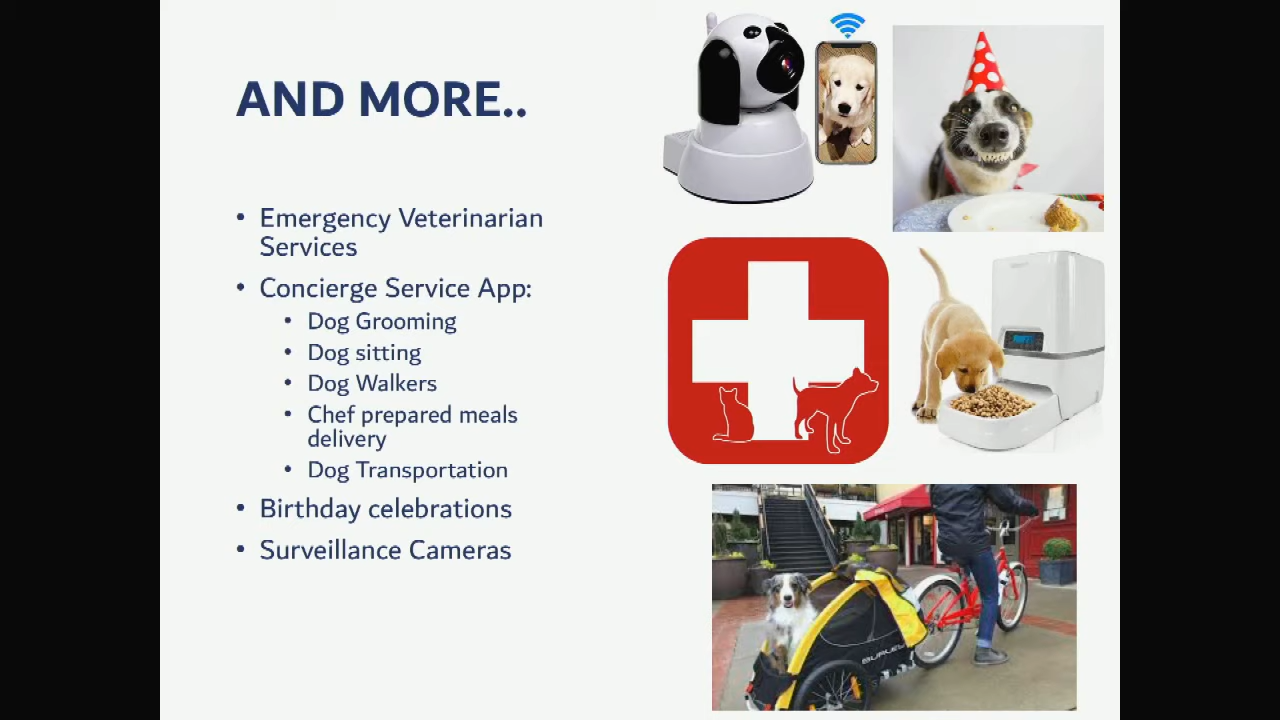 AND MORE..
• Emergency Veterinarian
Services
• Concierge Service App:
• Dog Grooming
• Dog sitting
• Dog Walkers
• Chef prepared meals
delivery
• Dog Transportation
• Birthday celebrations
• Surveillance Cameras
BURLEY